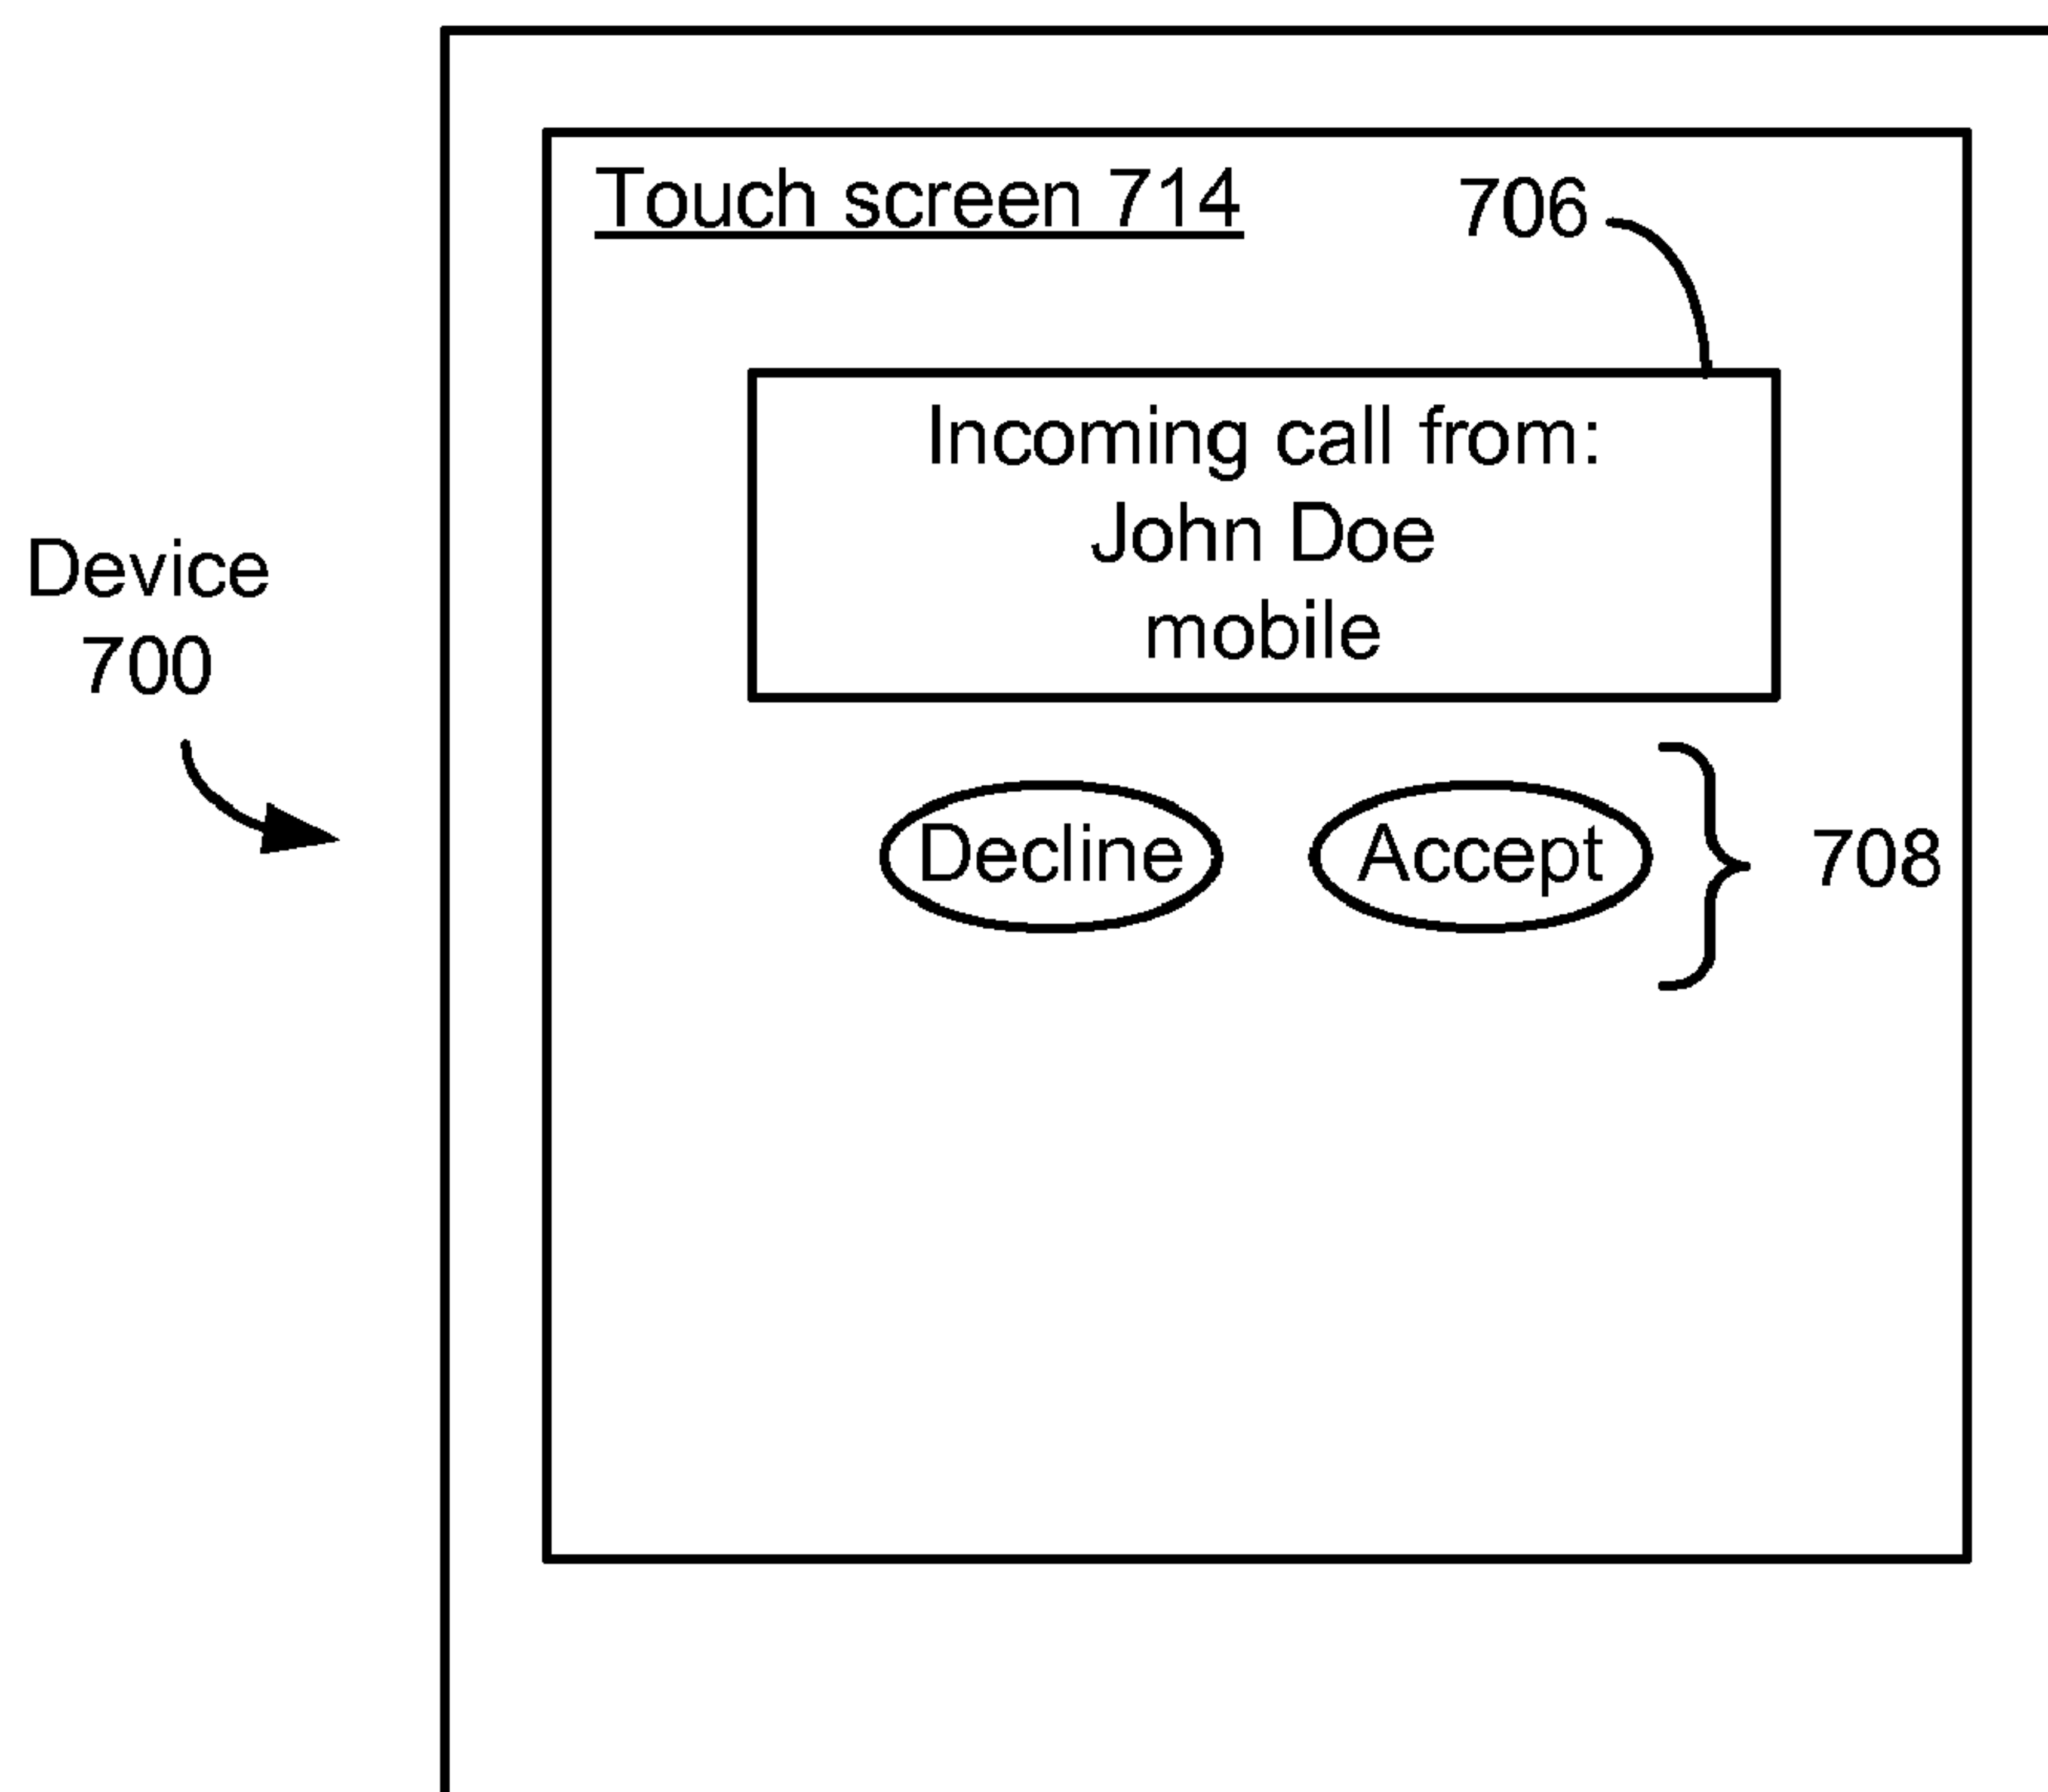 Touch screen 714
706
Incoming call from:
John Doe
mobile
Device
700
Decline
Accept
708